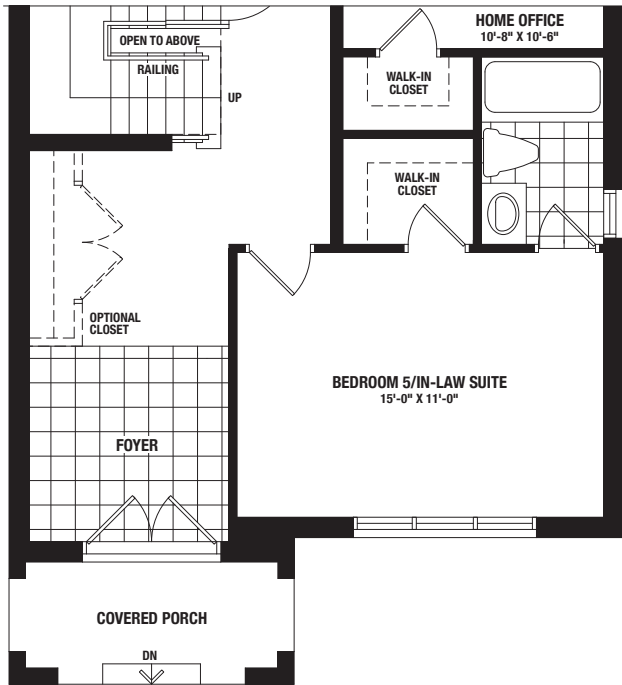 HOME OFFICE
10'-8" X 10'-6"
OPEN TO ABOVE
RAILING
UP
WALK-IN
CLOSET
WALK-IN
CLOSET
OPTIONAL
CLOSET
BEDROOM 5/IN-LAW SUITE
15'-0" X 11'-0"
FOYER
COVERED PORCH
DN